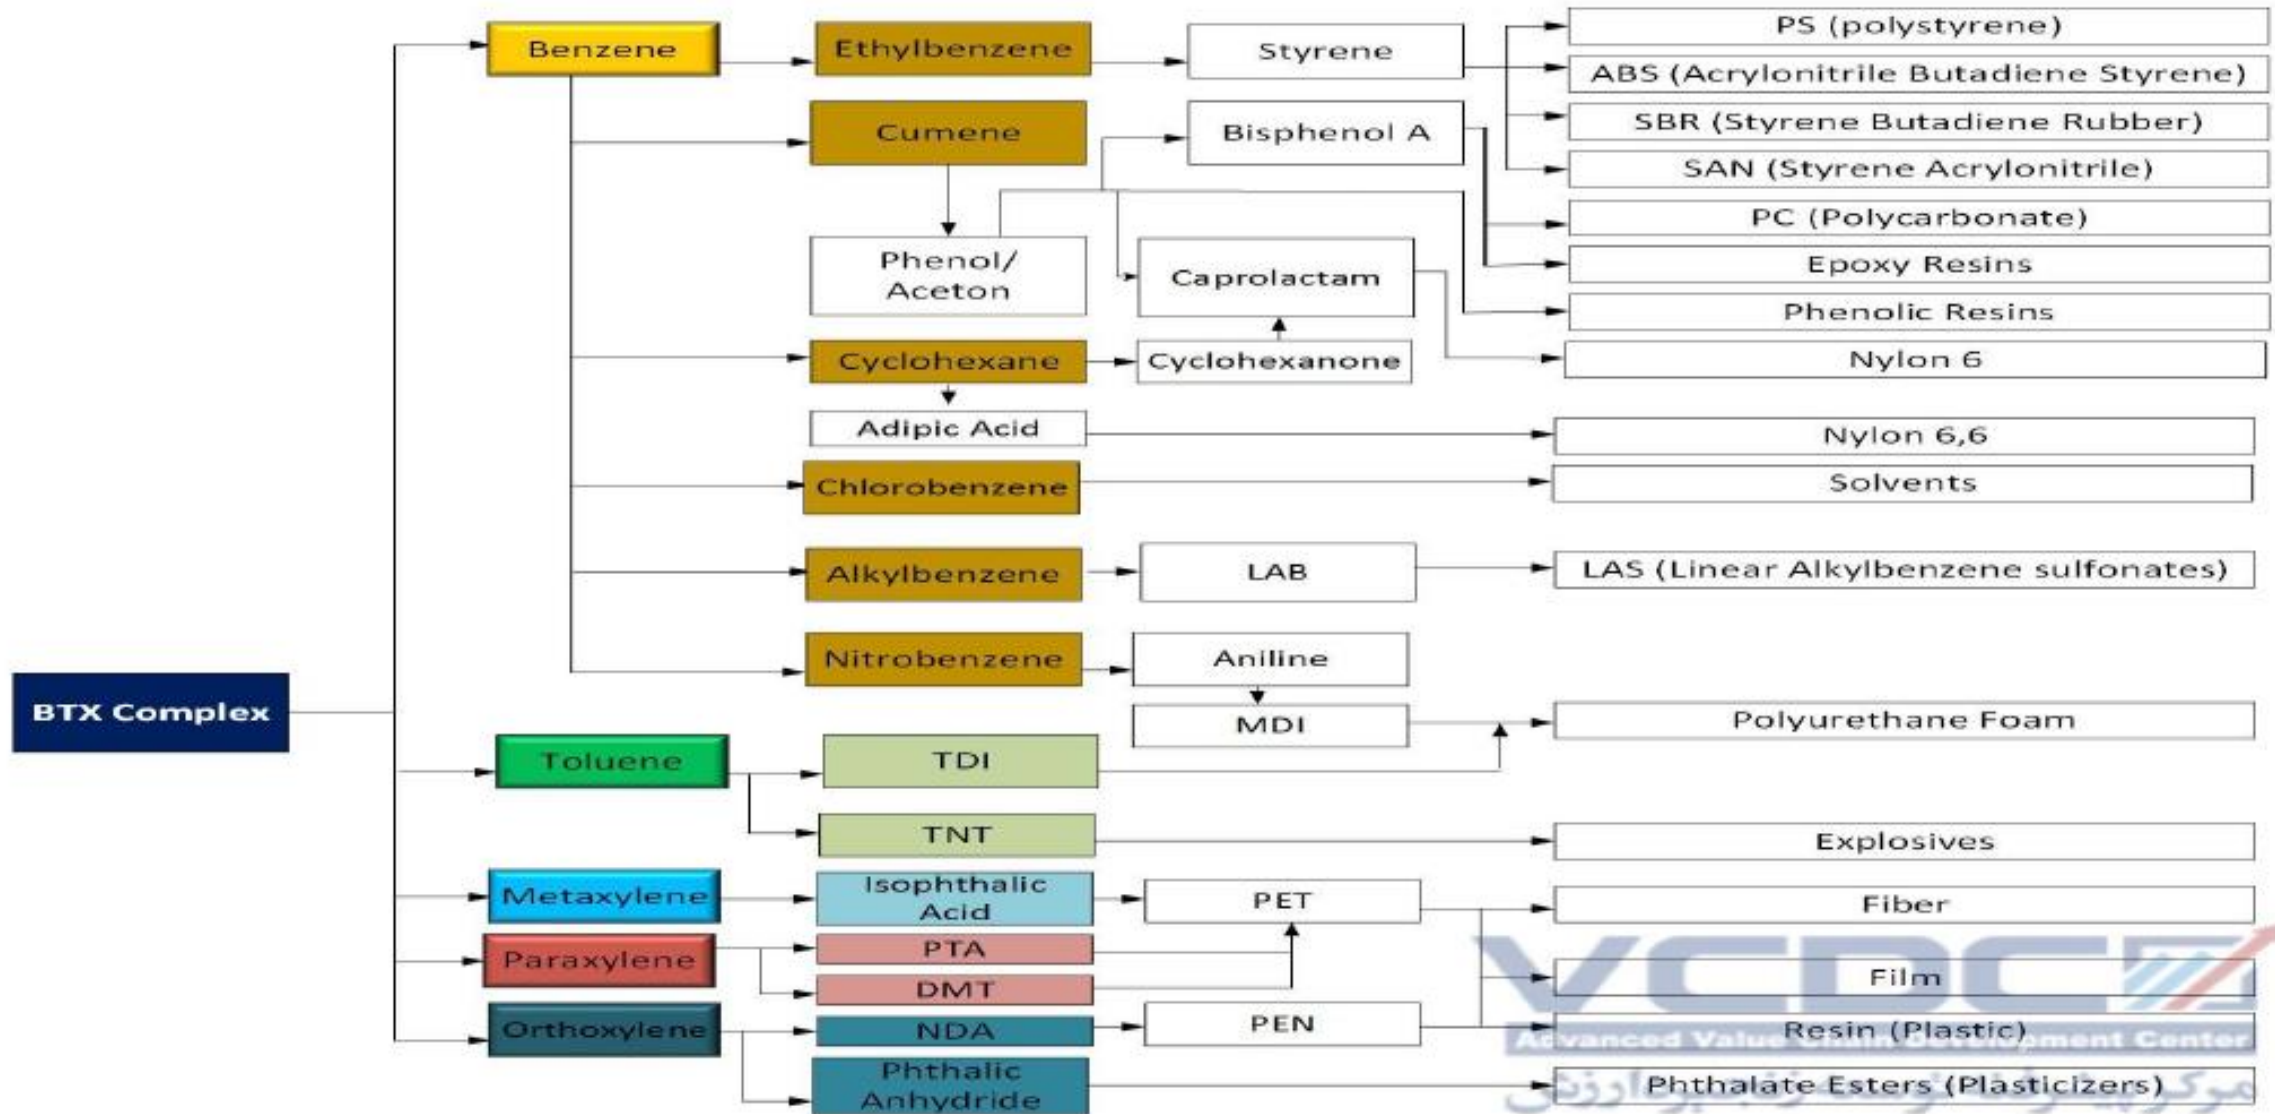 Benzene
Ethylbenzene
Styrene
PS (polystyrene)
ABS (Acrylonitrile Butadiene Styrene)
SBR (Styrene Butadiene Rubber)
SAN (Styrene Acrylonitrile)
Cumene
Bisphenol A
PC (Polycarbonate)
Epoxy Resins
Phenol/
Aceton
Caprolactam
Phenolic Resins
Cyclohexane
Cyclohexanone
Nylon 6
Adipic Acid
Nylon 6,6
Chlorobenzene
Solvents
Alkylbenzene
LAB
LAS (Linear Alkylbenzene sulfonates)
Nitrobenzene
Aniline
BTX Complex
MDI
Polyurethane Foam
Toluene
TDI
TNT
Explosives
Metaxylene
Isophthalic
Acid
PET
Fiber
Paraxylene
PTA
DMT
Film
Orthoxylene
NDA
PEN
Resin (Plastic)
Phthalic
Anhydride
Phthalate Esters (Plasticizers)
VCDC
Advanced Value Chain Development Center